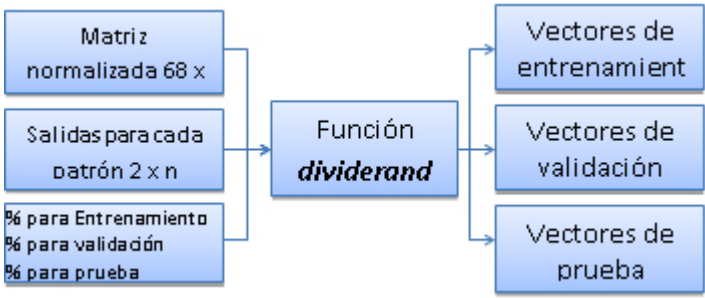 Matriz
normalizada 68 x
Salidas para cada
patrón 2 x n
% para Entrenamiento
% para validación
% para prueba
Función
dividerand
Vectores de
entrenamient
Vectores de
validación
Vectores de
prueba